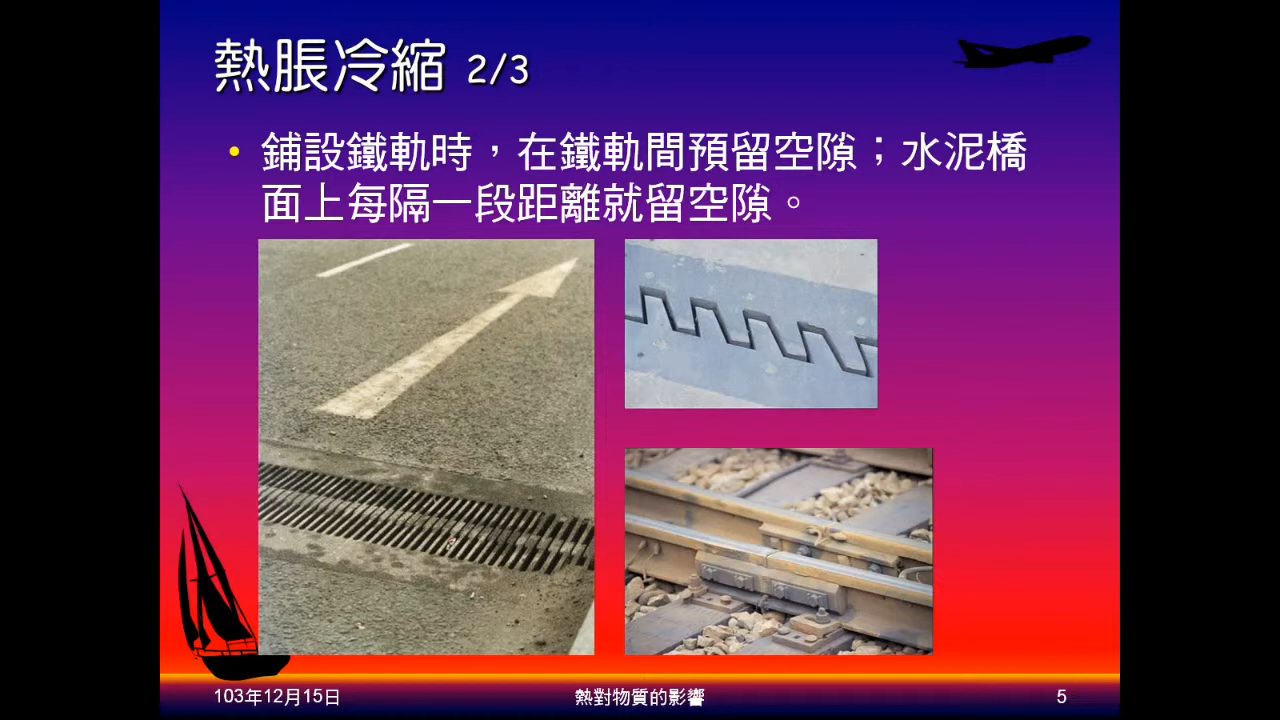 熱脹冷縮 2/3
• 鋪設鐵軌時，在鐵軌間預留空隙；水泥橋
面上每隔一段距離就留空隙。
103年12月15日
熱對物質的影響
5